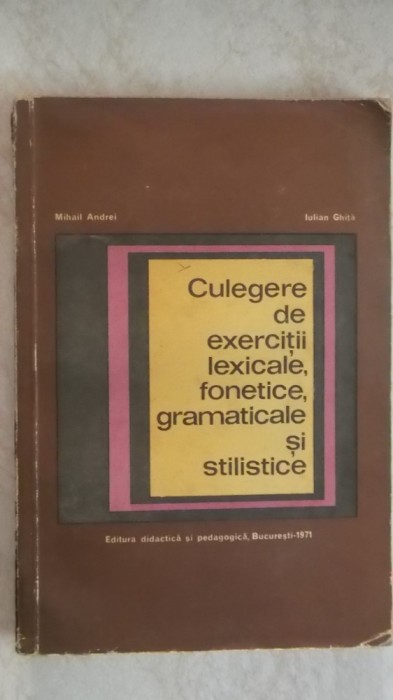 Mihail Andrei
Iulian Ghiță
Culegere
de
exerciții
lexicale,
fonetice,
gramaticale
și
stilistice
Editura didactică și pedagogică, București-1971